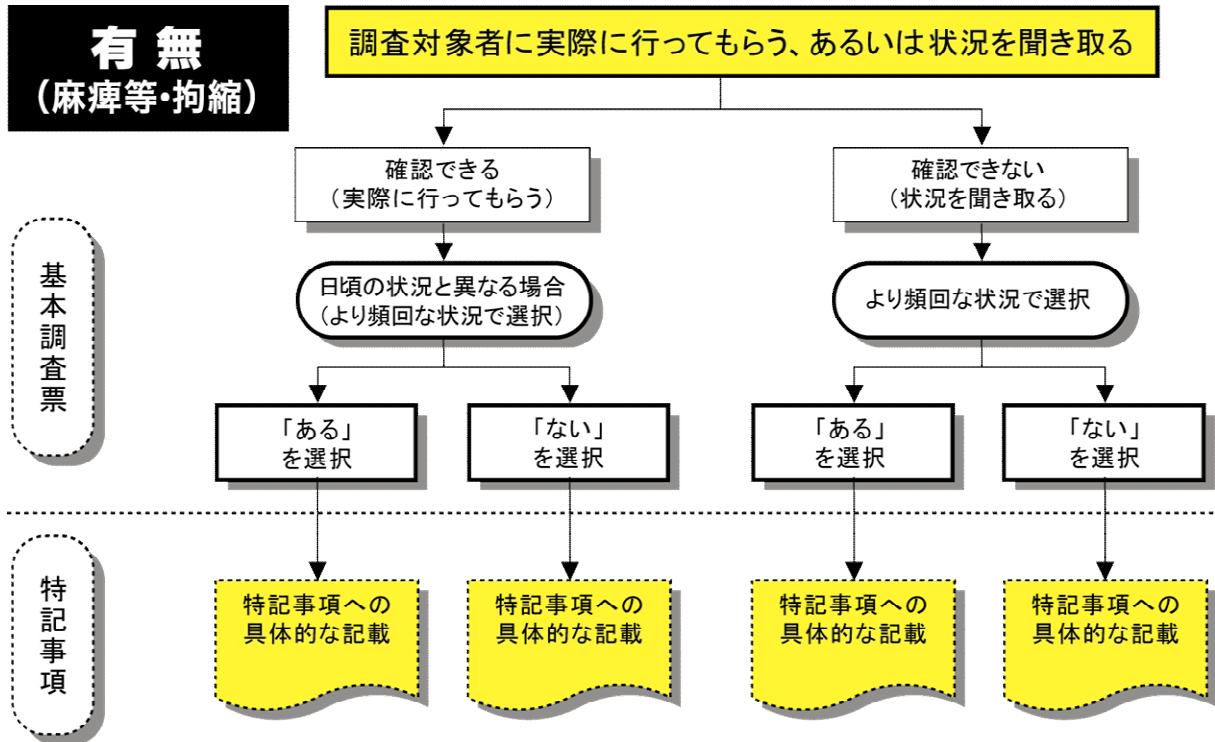 有 無
（麻痺等・拘縮）
調査対象者に実際に行ってもらう、あるいは状況を聞き取る
確認できる
（実際に行ってもらう）
確認できない
（状況を聞き取る）
基本調査票
日頃の状況と異なる場合
（より頻回な状況で選択）
より頻回な状況で選択
「ある」
を選択
「ない」
を選択
「ある」
を選択
「ない」
を選択
特記事項
特記事項への
具体的な記載
特記事項への
具体的な記載
特記事項への
具体的な記載
特記事項への
具体的な記載